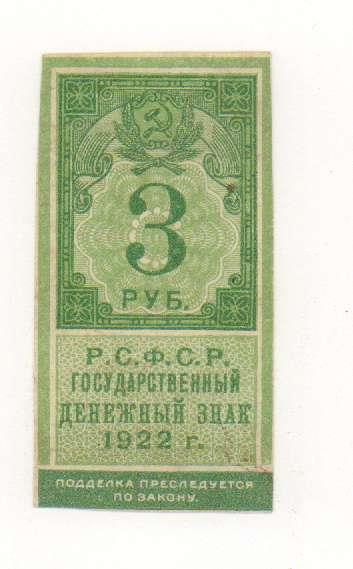 3
РУБ.
Р.С.Ф.С.Р.
ГОСУДАРСТВЕННЫЙ
ДЕНЕЖНЫЙ ЗНАК
1922 г.
ПОДДЕЛКА ПРЕСЛЕДУЕТСЯ
ПО ЗАКОНУ.